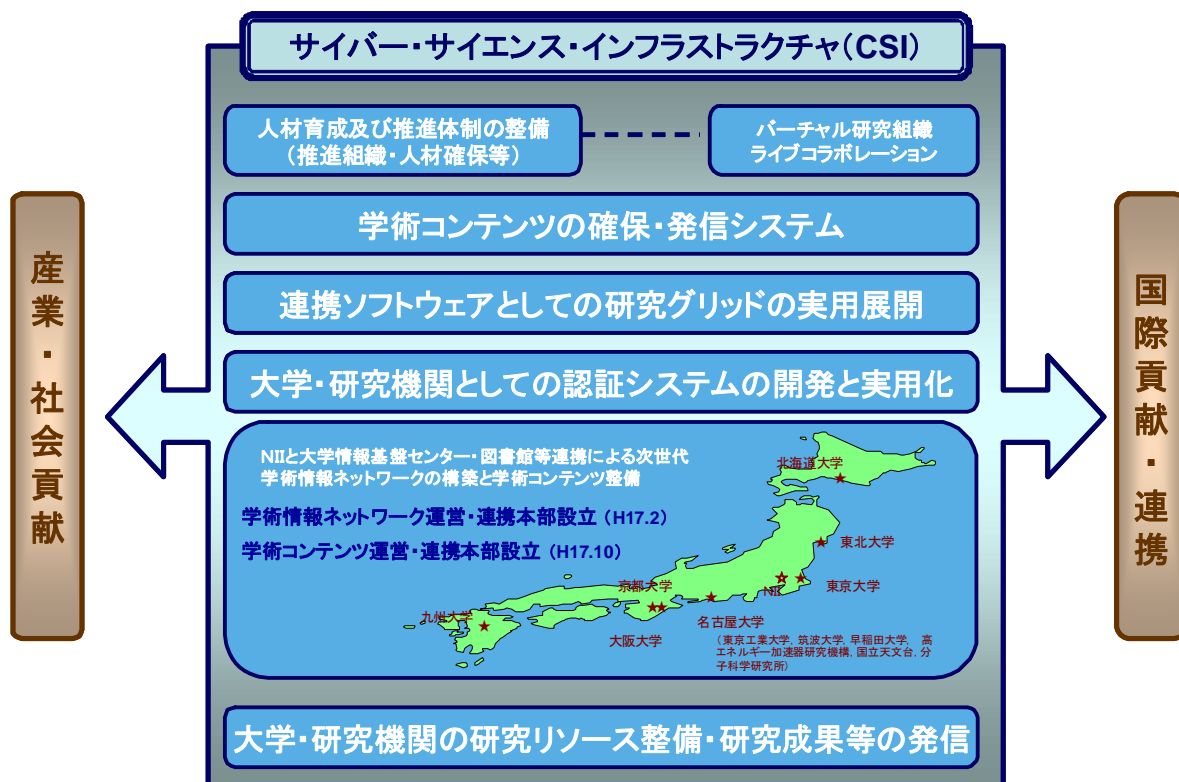 サイバー・サイエンス・インフラストラクチャ(CSI)
人材育成及び推進体制の整備
(推進組織・人材確保等)
バーチャル研究組織
ライブコラボレーション
学術コンテンツの確保・発信システム
連携ソフトウェアとしての研究グリッドの実用展開
大学・研究機関としての認証システムの開発と実用化
産業・社会貢献
国際貢献・連携
NIIと大学情報基盤センター・図書館等連携による次世代
学術情報ネットワークの構築と学術コンテンツ整備
学術情報ネットワーク運営・連携本部設立 (H17.2)
学術コンテンツ運営・連携本部設立 (H17.10)
北海道大学
東北大学
東京大学
NII
京都大学
名古屋大学
九州大学
大阪大学
(東京工業大学, 筑波大学, 早稲田大学, 高
エネルギー加速器研究機構, 国立天文台, 分
子科学研究所)
大学・研究機関の研究リソース整備・研究成果等の発信